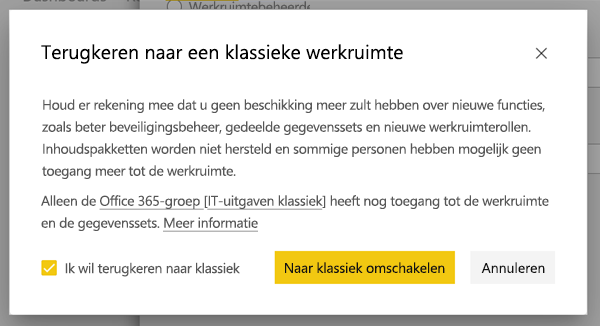 Werkruimtebeheerde
Terugkeren naar een klassieke werkruimte
Houd er rekening mee dat u geen beschikking meer zult hebben over nieuwe functies,
zoals beter beveiligingsbeheer, gedeelde gegevenssets en nieuwe werkruimterollen.
Inhoudspakketten worden niet hersteld en sommige personen hebben mogelijk geen
toegang meer tot de werkruimte.
Alleen de Office 365-groep [IT-uitgaven klassiek] heeft nog toegang tot de werkruimte
en de gegevenssets. Meer informatie
Ik wil terugkeren naar klassiek
Naar klassiek omschakelen
Annuleren